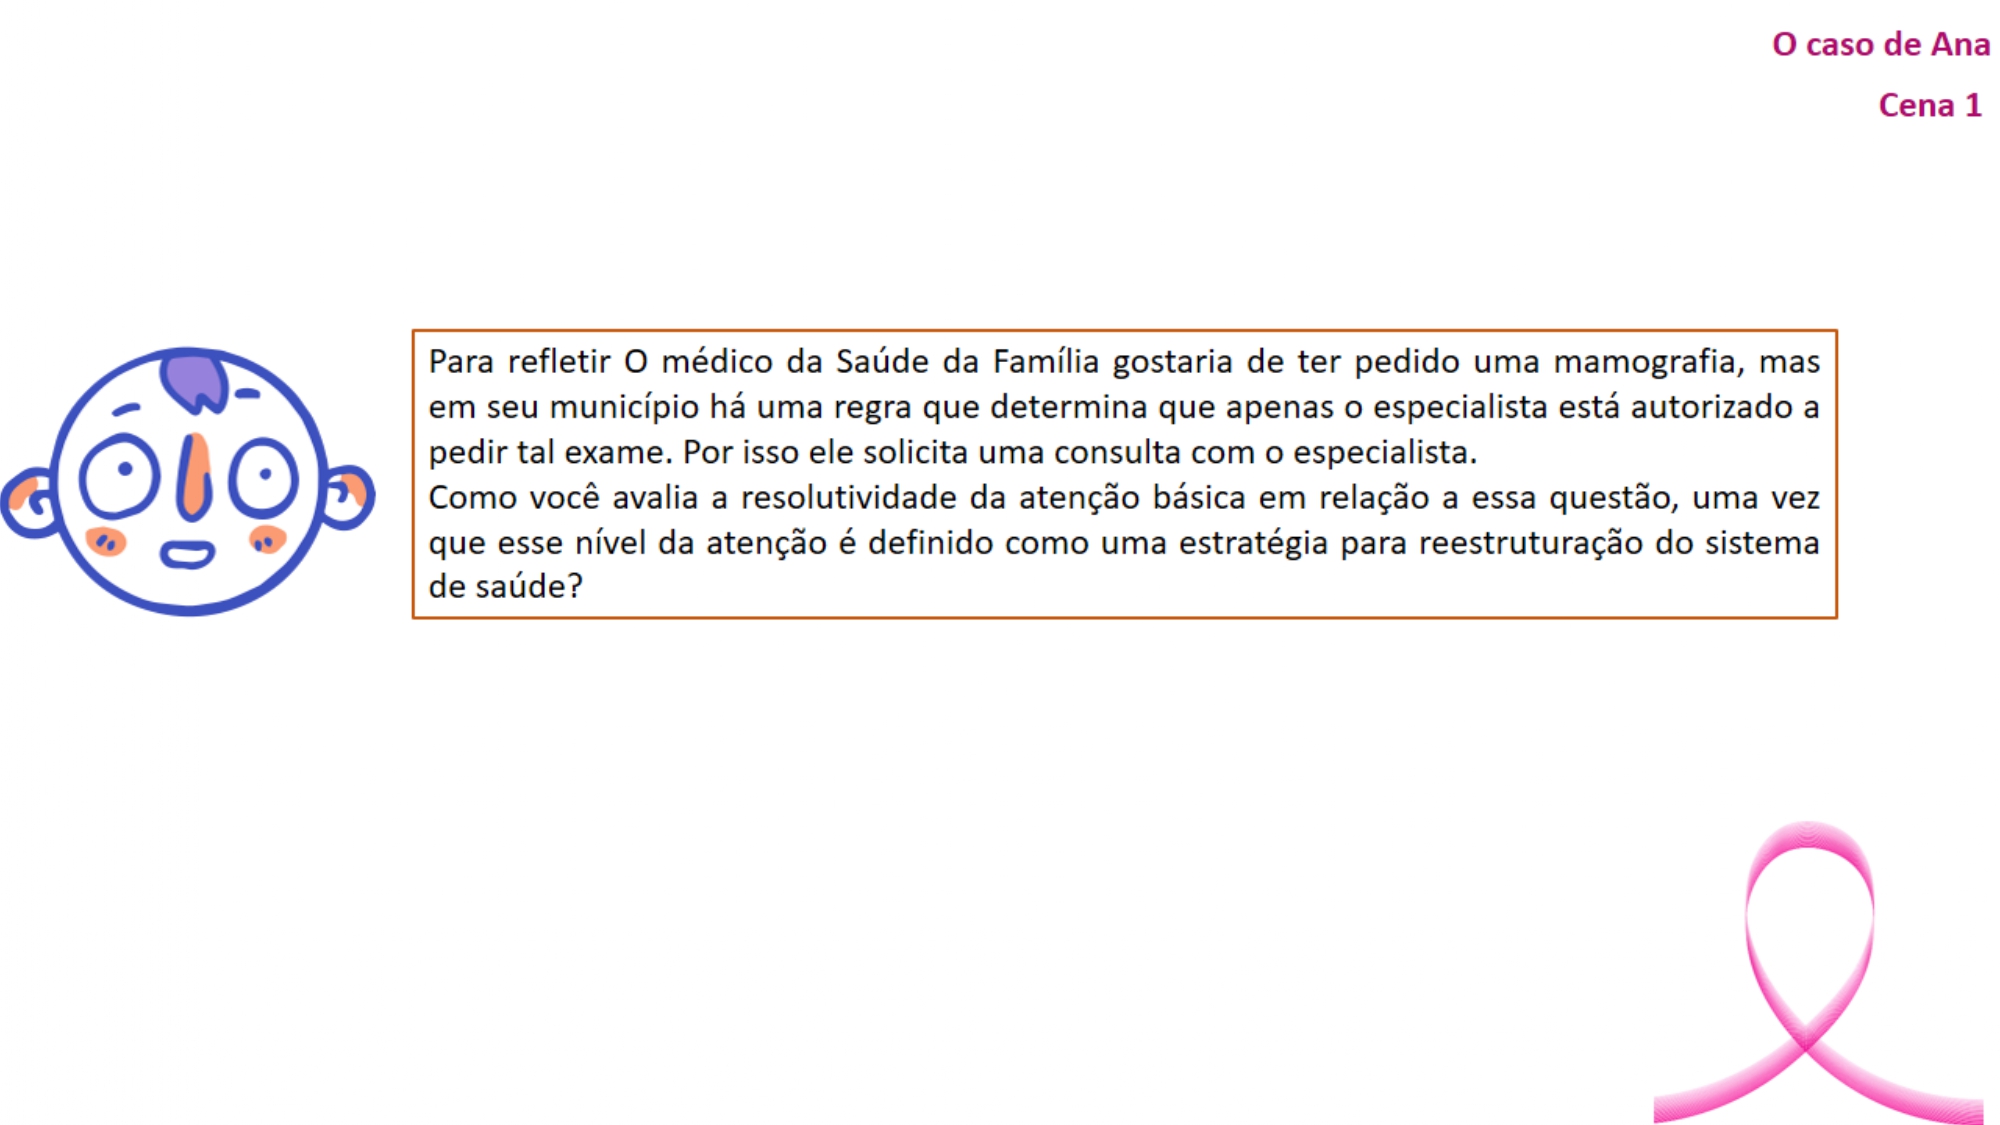 O caso de Ana
Cena 1
Para refletir O médico da Saúde da Família gostaria de ter pedido uma mamografia, mas
em seu município há uma regra que determina que apenas o especialista está autorizado a
pedir tal exame. Por isso ele solicita uma consulta com o especialista.
Como você avalia a resolutividade da atenção básica em relação a essa questão, uma vez
que esse nível da atenção é definido como uma estratégia para reestruturação do sistema
de saúde?